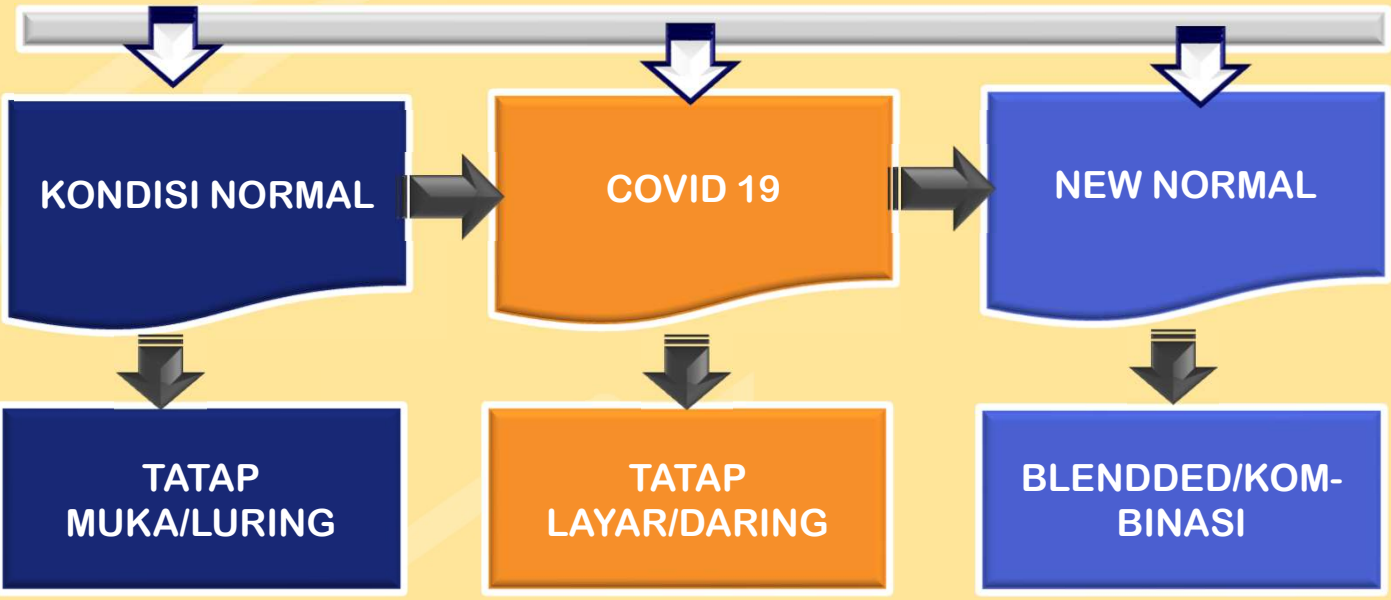 KONDISI NORMAL
COVID 19
NEW NORMAL
TATAP
MUKA/LURING
TATAP
LAYAR/DARING
BLENDDED/KOM-
BINASI